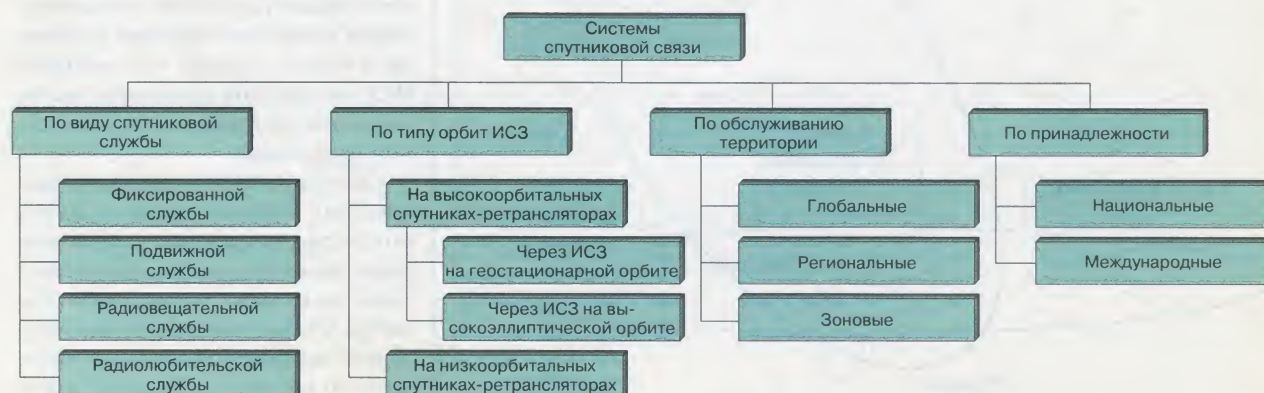 Системы
спутниковой связи
По виду спутниковой
службы
Фиксированной
службы
Подвижной
службы
Радиовещательной
службы
Радиолюбительской
службы
По типу орбит ИСЗ
На высокоорбитальных
спутниках-ретрансляторах
Через ИСЗ
на геостационарной орбите
Через ИСЗ на вы-
сокоэллиптической орбите
На низкоорбитальных
спутниках-ретрансляторах
По обслуживанию
территории
Глобальные
Региональные
Зоновые
По принадлежности
Национальные
Международные